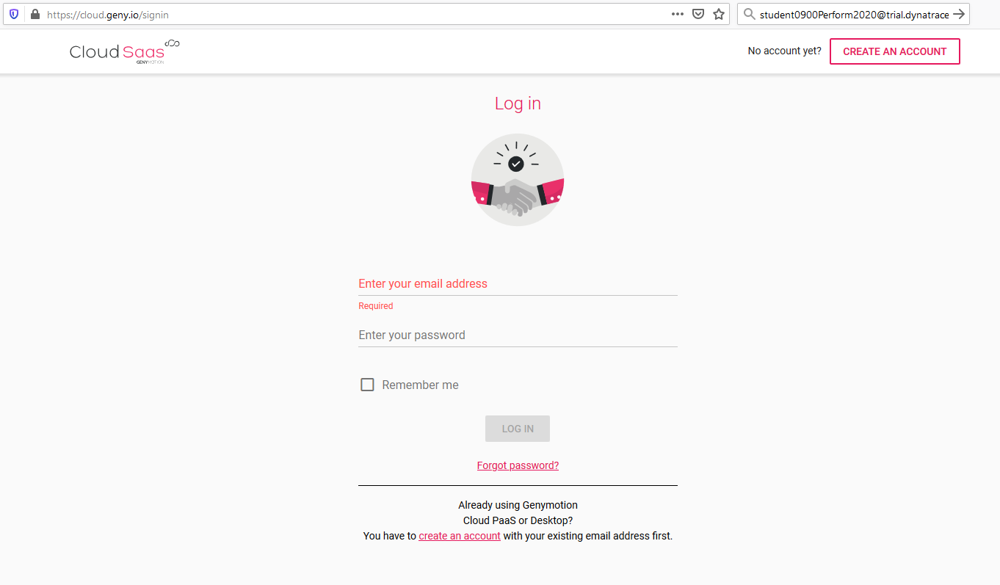 https://cloud.geny.io/signin
student0900Perform2020@trial.dynatrace
Cloud Saas
GENYMOTION
No account yet?
CREATE AN ACCOUNT
Log in
Enter your email address
Required
Enter your password
Remember me
LOG IN
Forgot password?
Already using Genymotion
Cloud PaaS or Desktop?
You have to create an account with your existing email address first.